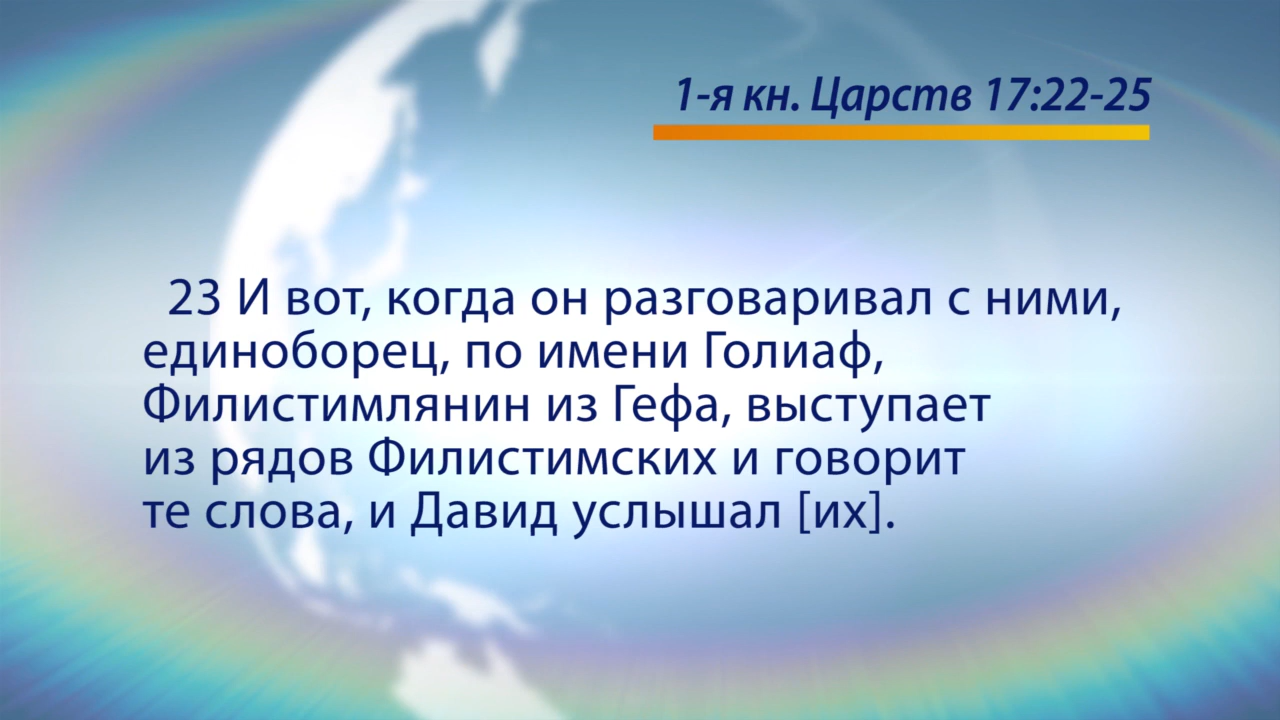 1-я кн. Царств 17:22-25
23 И вот, когда он разговаривал с ними,
единоборец, по имени Голиаф,
Филистимлянин из Гефа, выступает
из рядов Филистимских и говорит
те слова, и Давид услышал [их].